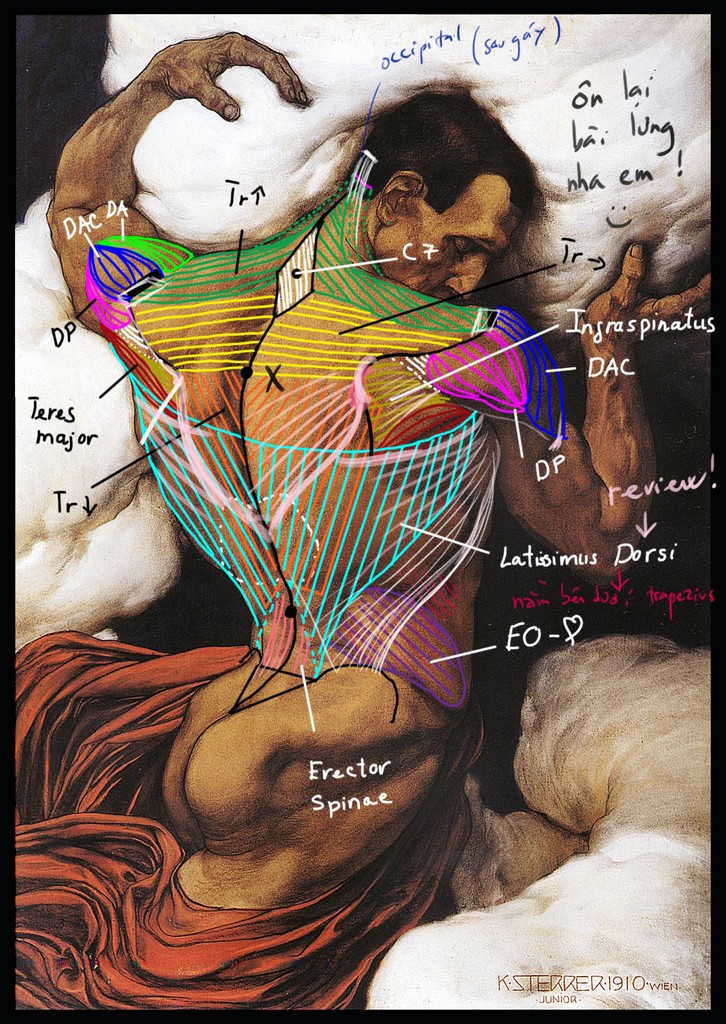 occipital (sau gáy)
ôn lại
bài lưng
nha em !
Tr↑
DAC DA
C7
Tr→
DP
Ingraspinatus
DAC
X
Teres
major
DP
Tr↓
review!
Latissimus Dorsi
nằm bên dưới trapezius
EO-♡
Erector
Spinae
K·STERRER·1910·WIEN
-JUNIOR-